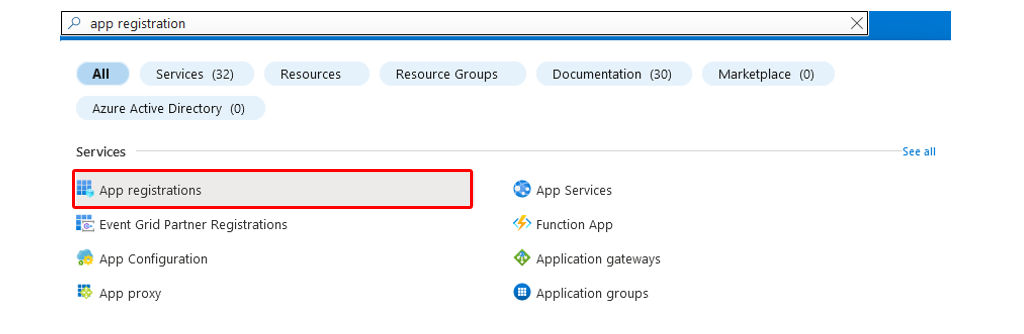 app registration
All Services (32) Resources Resource Groups Documentation (30) Marketplace (0)
Azure Active Directory (0)
Services See all
App registrations App Services
Event Grid Partner Registrations Function App
App Configuration Application gateways
App proxy Application groups